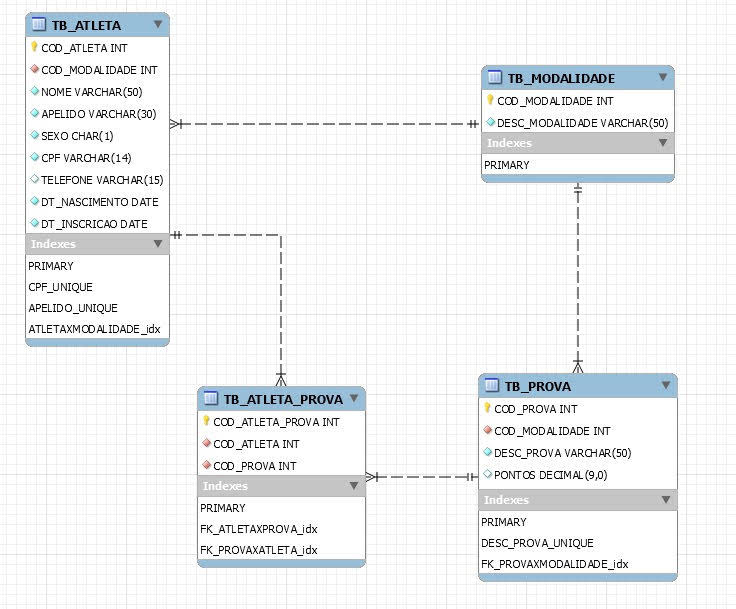 TB_ATLETA
COD_ATLETA INT
COD_MODALIDADE INT
NOME VARCHAR(50)
APELIDO VARCHAR(30)
SEXO CHAR(1)
CPF VARCHAR(14)
TELEFONE VARCHAR(15)
DT_NASCIMENTO DATE
DT_INSCRICAO DATE
Indexes
PRIMARY
CPF_UNIQUE
APELIDO_UNIQUE
ATLETAXMODALIDADE_idx
TB_MODALIDADE
COD_MODALIDADE INT
DESC_MODALIDADE VARCHAR(50)
Indexes
PRIMARY
TB_ATLETA_PROVA
COD_ATLETA_PROVA INT
COD_ATLETA INT
COD_PROVA INT
Indexes
PRIMARY
FK_ATLETAXPROVA_idx
FK_PROVAXATLETA_idx
TB_PROVA
COD_PROVA INT
COD_MODALIDADE INT
DESC_PROVA VARCHAR(50)
PONTOS DECIMAL(9,0)
Indexes
PRIMARY
DESC_PROVA_UNIQUE
FK_PROVAXMODALIDADE_idx